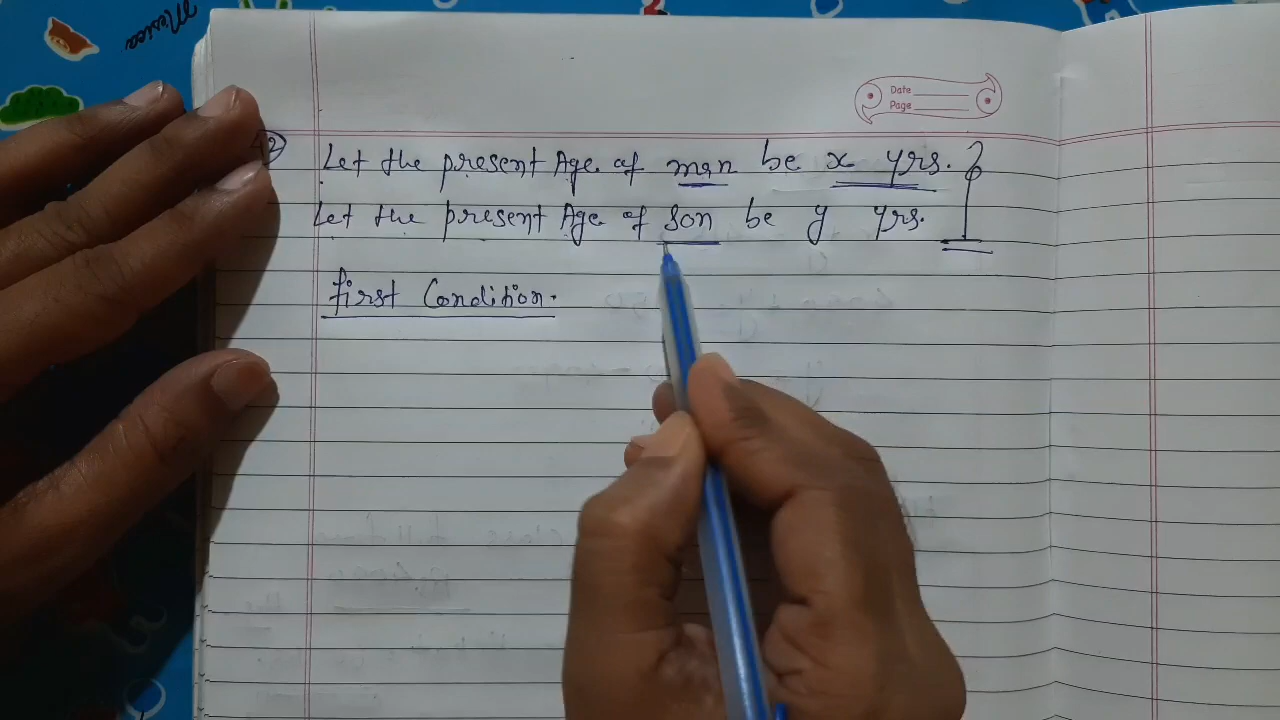 Mexico
Date
Page
Let the present Age of man be x yrs.
Let the present Age of son be y yrs.
first Condition.